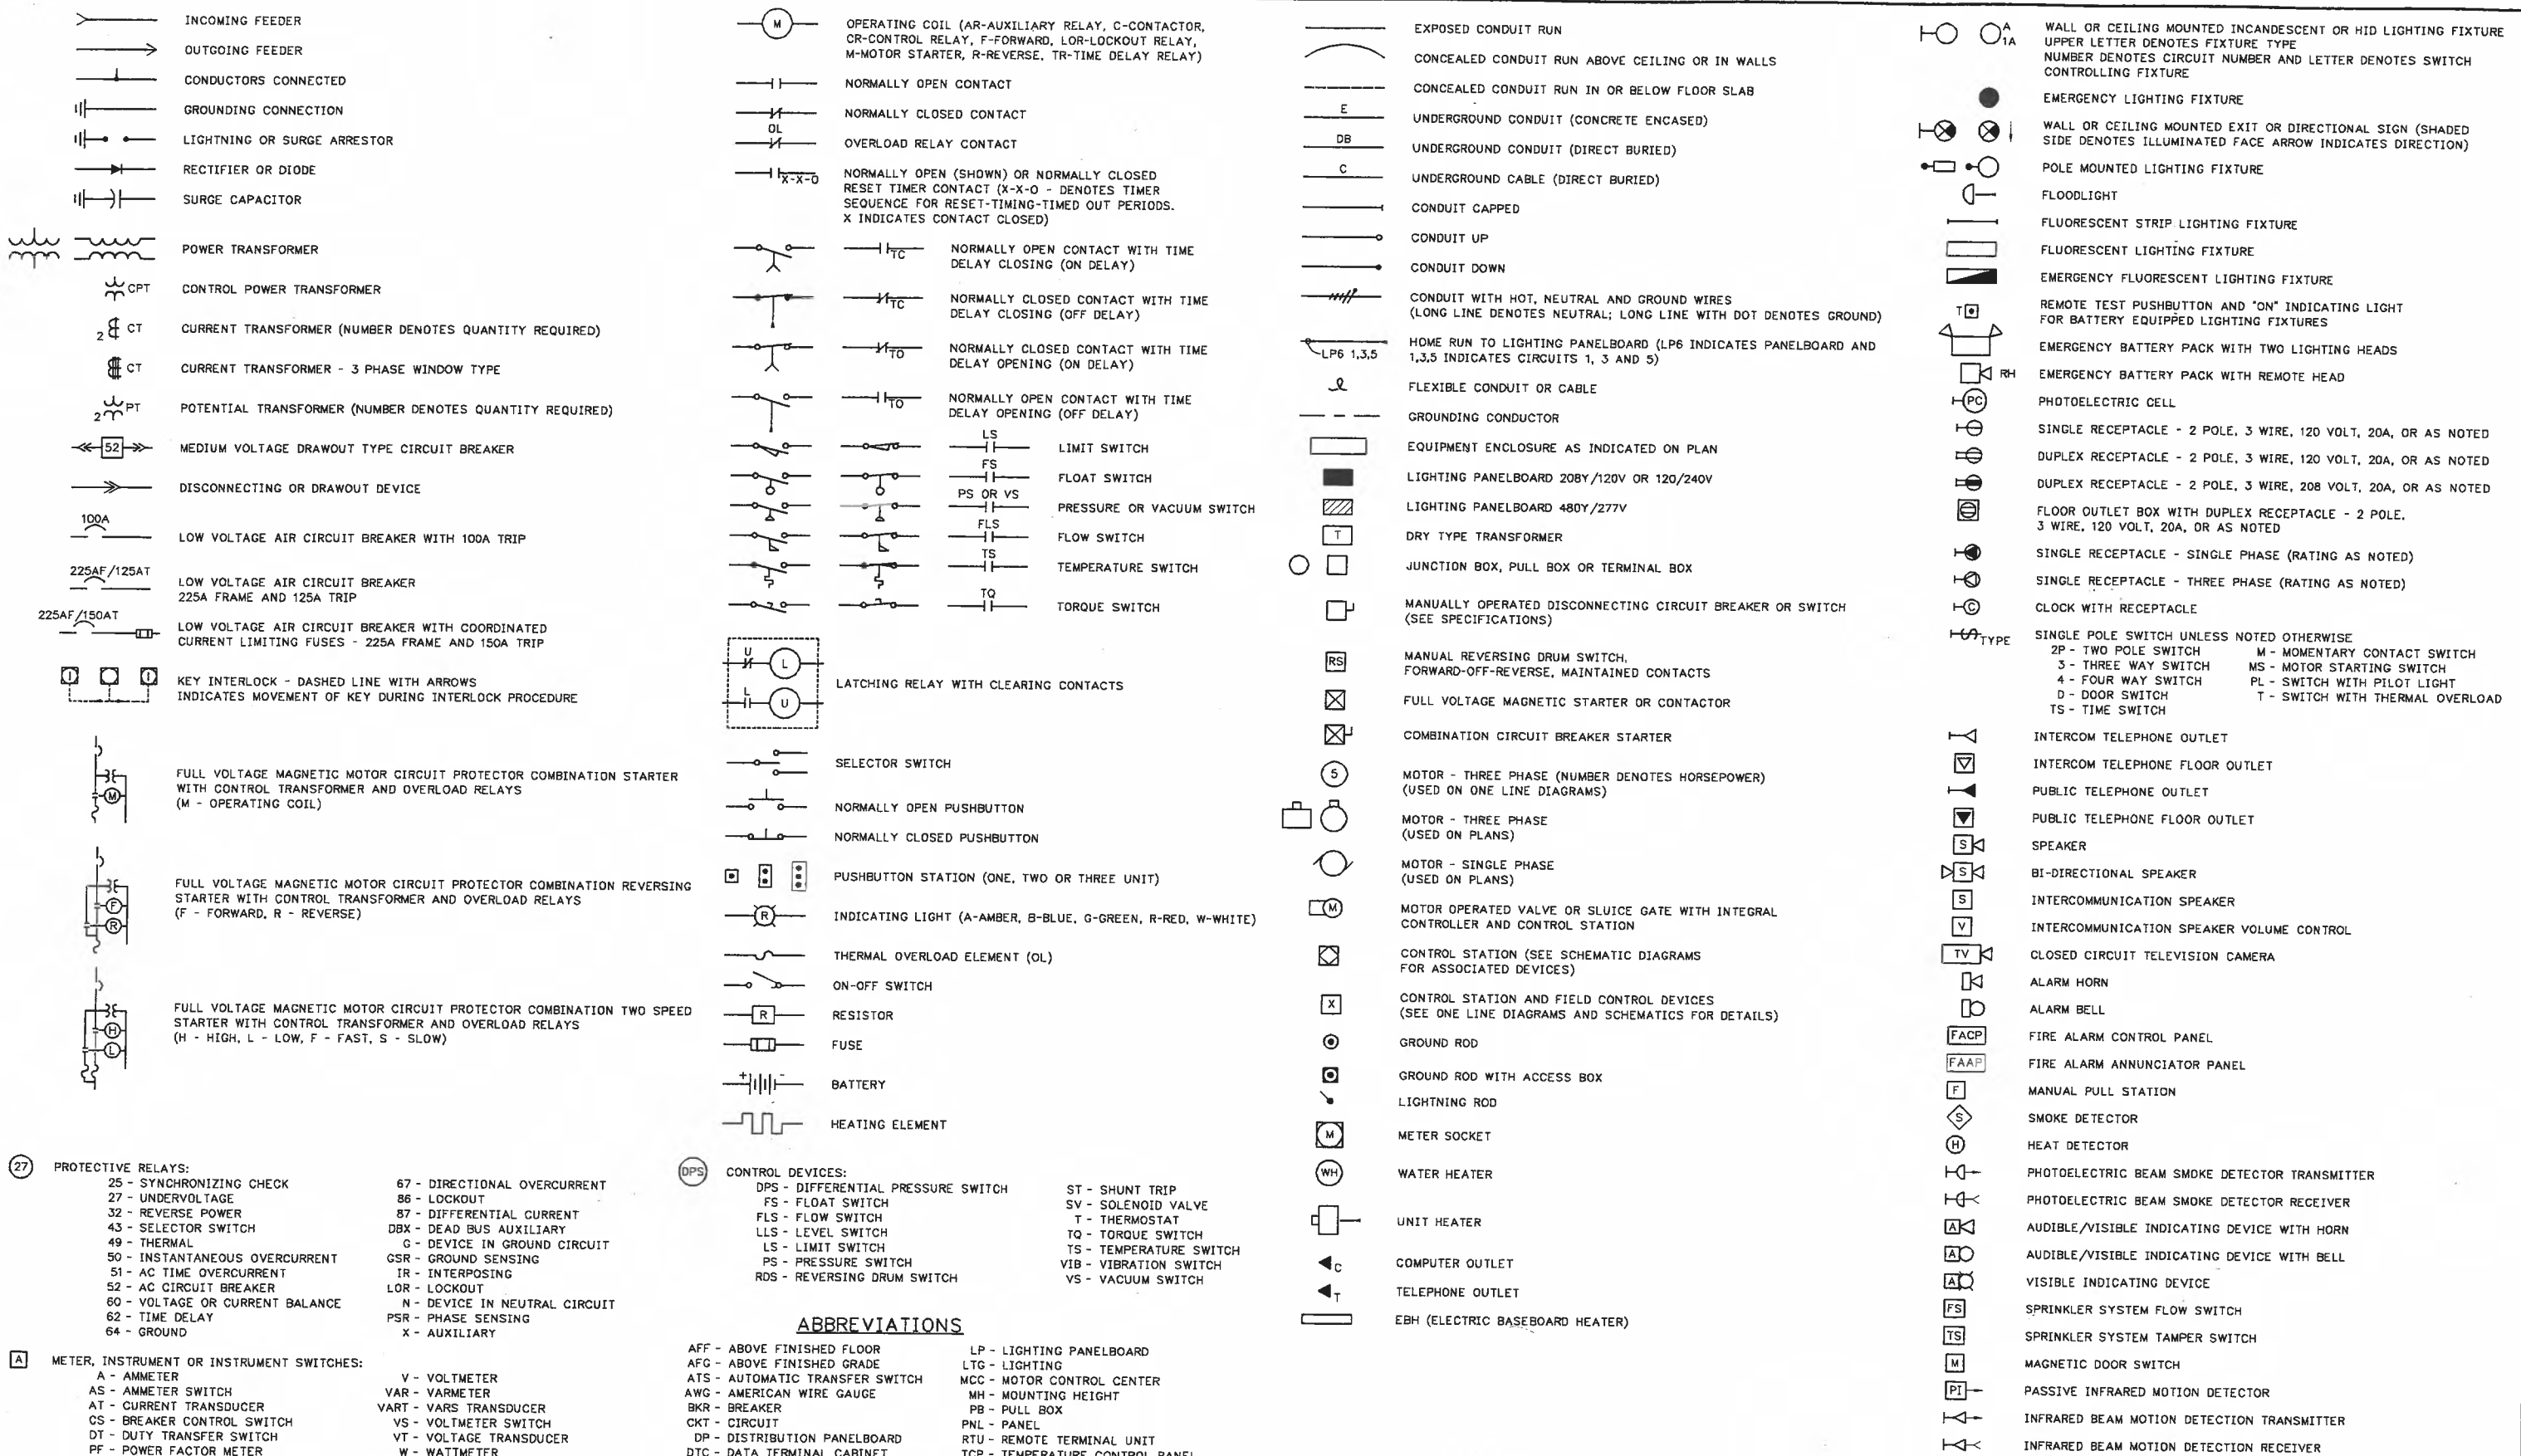 INCOMING FEEDER
OUTGOING FEEDER
CONDUCTORS CONNECTED
GROUNDING CONNECTION
LIGHTNING OR SURGE ARRESTOR
RECTIFIER OR DIODE
SURGE CAPACITOR
POWER TRANSFORMER
CPT CONTROL POWER TRANSFORMER
2 CT CURRENT TRANSFORMER (NUMBER DENOTES QUANTITY REQUIRED)
CT CURRENT TRANSFORMER - 3 PHASE WINDOW TYPE
2 PT POTENTIAL TRANSFORMER (NUMBER DENOTES QUANTITY REQUIRED)
52 MEDIUM VOLTAGE DRAWOUT TYPE CIRCUIT BREAKER
DISCONNECTING OR DRAWOUT DEVICE
100A
LOW VOLTAGE AIR CIRCUIT BREAKER WITH 100A TRIP
225AF/125AT
LOW VOLTAGE AIR CIRCUIT BREAKER
225A FRAME AND 125A TRIP
225AF/150AT
LOW VOLTAGE AIR CIRCUIT BREAKER WITH COORDINATED
CURRENT LIMITING FUSES - 225A FRAME AND 150A TRIP
KEY INTERLOCK - DASHED LINE WITH ARROWS
INDICATES MOVEMENT OF KEY DURING INTERLOCK PROCEDURE
FULL VOLTAGE MAGNETIC MOTOR CIRCUIT PROTECTOR COMBINATION STARTER
WITH CONTROL TRANSFORMER AND OVERLOAD RELAYS
M (M - OPERATING COIL)
FULL VOLTAGE MAGNETIC MOTOR CIRCUIT PROTECTOR COMBINATION REVERSING
STARTER WITH CONTROL TRANSFORMER AND OVERLOAD RELAYS
F (F - FORWARD, R - REVERSE)
R
FULL VOLTAGE MAGNETIC MOTOR CIRCUIT PROTECTOR COMBINATION TWO SPEED
STARTER WITH CONTROL TRANSFORMER AND OVERLOAD RELAYS
H (H - HIGH, L - LOW, F - FAST, S - SLOW)
L
27 PROTECTIVE RELAYS:
25 - SYNCHRONIZING CHECK
27 - UNDERVOLTAGE
32 - REVERSE POWER
43 - SELECTOR SWITCH
49 - THERMAL
50 - INSTANTANEOUS OVERCURRENT
51 - AC TIME OVERCURRENT
52 - AC CIRCUIT BREAKER
60 - VOLTAGE OR CURRENT BALANCE
62 - TIME DELAY
64 - GROUND
67 - DIRECTIONAL OVERCURRENT
86 - LOCKOUT
87 - DIFFERENTIAL CURRENT
DBX - DEAD BUS AUXILIARY
G - DEVICE IN GROUND CIRCUIT
GSR - GROUND SENSING
IR - INTERPOSING
LOR - LOCKOUT
N - DEVICE IN NEUTRAL CIRCUIT
PSR - PHASE SENSING
X - AUXILIARY
A METER, INSTRUMENT OR INSTRUMENT SWITCHES:
A - AMMETER
AS - AMMETER SWITCH
AT - CURRENT TRANSDUCER
CS - BREAKER CONTROL SWITCH
DT - DUTY TRANSFER SWITCH
PF - POWER FACTOR METER
V - VOLTMETER
VAR - VARMETER
VART - VARS TRANSDUCER
VS - VOLTMETER SWITCH
VT - VOLTAGE TRANSDUCER
W - WATTMETER
M OPERATING COIL (AR-AUXILIARY RELAY, C-CONTACTOR,
CR-CONTROL RELAY, F-FORWARD, LOR-LOCKOUT RELAY,
M-MOTOR STARTER, R-REVERSE, TR-TIME DELAY RELAY)
NORMALLY OPEN CONTACT
NORMALLY CLOSED CONTACT
OL
OVERLOAD RELAY CONTACT
X-X-O NORMALLY OPEN (SHOWN) OR NORMALLY CLOSED
RESET TIMER CONTACT (X-X-O - DENOTES TIMER
SEQUENCE FOR RESET-TIMING-TIMED OUT PERIODS.
X INDICATES CONTACT CLOSED)
TC NORMALLY OPEN CONTACT WITH TIME
DELAY CLOSING (ON DELAY)
TC NORMALLY CLOSED CONTACT WITH TIME
DELAY CLOSING (OFF DELAY)
TO NORMALLY CLOSED CONTACT WITH TIME
DELAY OPENING (ON DELAY)
TO NORMALLY OPEN CONTACT WITH TIME
DELAY OPENING (OFF DELAY)
LS
LIMIT SWITCH
FS
FLOAT SWITCH
PS OR VS
PRESSURE OR VACUUM SWITCH
FLS
FLOW SWITCH
TS
TEMPERATURE SWITCH
TQ
TORQUE SWITCH
U
L
LATCHING RELAY WITH CLEARING CONTACTS
L
U
SELECTOR SWITCH
NORMALLY OPEN PUSHBUTTON
NORMALLY CLOSED PUSHBUTTON
PUSHBUTTON STATION (ONE, TWO OR THREE UNIT)
R INDICATING LIGHT (A-AMBER, B-BLUE, G-GREEN, R-RED, W-WHITE)
THERMAL OVERLOAD ELEMENT (OL)
ON-OFF SWITCH
R RESISTOR
FUSE
+ - BATTERY
HEATING ELEMENT
DPS CONTROL DEVICES:
DPS - DIFFERENTIAL PRESSURE SWITCH
FS - FLOAT SWITCH
FLS - FLOW SWITCH
LLS - LEVEL SWITCH
LS - LIMIT SWITCH
PS - PRESSURE SWITCH
RDS - REVERSING DRUM SWITCH
ST - SHUNT TRIP
SV - SOLENOID VALVE
T - THERMOSTAT
TQ - TORQUE SWITCH
TS - TEMPERATURE SWITCH
VIB - VIBRATION SWITCH
VS - VACUUM SWITCH
ABBREVIATIONS
AFF - ABOVE FINISHED FLOOR
AFG - ABOVE FINISHED GRADE
ATS - AUTOMATIC TRANSFER SWITCH
AWG - AMERICAN WIRE GAUGE
BKR - BREAKER
CKT - CIRCUIT
DP - DISTRIBUTION PANELBOARD
DTC - DATA TERMINAL CABINET
LP - LIGHTING PANELBOARD
LTG - LIGHTING
MCC - MOTOR CONTROL CENTER
MH - MOUNTING HEIGHT
PB - PULL BOX
PNL - PANEL
RTU - REMOTE TERMINAL UNIT
TCP - TEMPERATURE CONTROL PANEL
EXPOSED CONDUIT RUN
CONCEALED CONDUIT RUN ABOVE CEILING OR IN WALLS
CONCEALED CONDUIT RUN IN OR BELOW FLOOR SLAB
E UNDERGROUND CONDUIT (CONCRETE ENCASED)
DB UNDERGROUND CONDUIT (DIRECT BURIED)
C UNDERGROUND CABLE (DIRECT BURIED)
CONDUIT CAPPED
CONDUIT UP
CONDUIT DOWN
CONDUIT WITH HOT, NEUTRAL AND GROUND WIRES
(LONG LINE DENOTES NEUTRAL; LONG LINE WITH DOT DENOTES GROUND)
LP6 1,3,5 HOME RUN TO LIGHTING PANELBOARD (LP6 INDICATES PANELBOARD AND
1,3,5 INDICATES CIRCUITS 1, 3 AND 5)
FLEXIBLE CONDUIT OR CABLE
GROUNDING CONDUCTOR
EQUIPMENT ENCLOSURE AS INDICATED ON PLAN
LIGHTING PANELBOARD 208Y/120V OR 120/240V
LIGHTING PANELBOARD 480Y/277V
T DRY TYPE TRANSFORMER
JUNCTION BOX, PULL BOX OR TERMINAL BOX
MANUALLY OPERATED DISCONNECTING CIRCUIT BREAKER OR SWITCH
(SEE SPECIFICATIONS)
RS MANUAL REVERSING DRUM SWITCH,
FORWARD-OFF-REVERSE, MAINTAINED CONTACTS
FULL VOLTAGE MAGNETIC STARTER OR CONTACTOR
COMBINATION CIRCUIT BREAKER STARTER
5 MOTOR - THREE PHASE (NUMBER DENOTES HORSEPOWER)
(USED ON ONE LINE DIAGRAMS)
MOTOR - THREE PHASE
(USED ON PLANS)
MOTOR - SINGLE PHASE
(USED ON PLANS)
M MOTOR OPERATED VALVE OR SLUICE GATE WITH INTEGRAL
CONTROLLER AND CONTROL STATION
CONTROL STATION (SEE SCHEMATIC DIAGRAMS
FOR ASSOCIATED DEVICES)
X CONTROL STATION AND FIELD CONTROL DEVICES
(SEE ONE LINE DIAGRAMS AND SCHEMATICS FOR DETAILS)
GROUND ROD
GROUND ROD WITH ACCESS BOX
LIGHTNING ROD
M METER SOCKET
WH WATER HEATER
UNIT HEATER
C COMPUTER OUTLET
T TELEPHONE OUTLET
EBH (ELECTRIC BASEBOARD HEATER)
A 1A WALL OR CEILING MOUNTED INCANDESCENT OR HID LIGHTING FIXTURE
UPPER LETTER DENOTES FIXTURE TYPE
NUMBER DENOTES CIRCUIT NUMBER AND LETTER DENOTES SWITCH
CONTROLLING FIXTURE
EMERGENCY LIGHTING FIXTURE
WALL OR CEILING MOUNTED EXIT OR DIRECTIONAL SIGN (SHADED
SIDE DENOTES ILLUMINATED FACE ARROW INDICATES DIRECTION)
POLE MOUNTED LIGHTING FIXTURE
FLOODLIGHT
FLUORESCENT STRIP LIGHTING FIXTURE
FLUORESCENT LIGHTING FIXTURE
EMERGENCY FLUORESCENT LIGHTING FIXTURE
T REMOTE TEST PUSHBUTTON AND "ON" INDICATING LIGHT
FOR BATTERY EQUIPPED LIGHTING FIXTURES
EMERGENCY BATTERY PACK WITH TWO LIGHTING HEADS
RH EMERGENCY BATTERY PACK WITH REMOTE HEAD
PC PHOTOELECTRIC CELL
SINGLE RECEPTACLE - 2 POLE, 3 WIRE, 120 VOLT, 20A, OR AS NOTED
DUPLEX RECEPTACLE - 2 POLE, 3 WIRE, 120 VOLT, 20A, OR AS NOTED
DUPLEX RECEPTACLE - 2 POLE, 3 WIRE, 208 VOLT, 20A, OR AS NOTED
FLOOR OUTLET BOX WITH DUPLEX RECEPTACLE - 2 POLE,
3 WIRE, 120 VOLT, 20A, OR AS NOTED
SINGLE RECEPTACLE - SINGLE PHASE (RATING AS NOTED)
SINGLE RECEPTACLE - THREE PHASE (RATING AS NOTED)
C CLOCK WITH RECEPTACLE
TYPE SINGLE POLE SWITCH UNLESS NOTED OTHERWISE
2P - TWO POLE SWITCH M - MOMENTARY CONTACT SWITCH
3 - THREE WAY SWITCH MS - MOTOR STARTING SWITCH
4 - FOUR WAY SWITCH PL - SWITCH WITH PILOT LIGHT
D - DOOR SWITCH T - SWITCH WITH THERMAL OVERLOAD
TS - TIME SWITCH
INTERCOM TELEPHONE OUTLET
INTERCOM TELEPHONE FLOOR OUTLET
PUBLIC TELEPHONE OUTLET
PUBLIC TELEPHONE FLOOR OUTLET
S SPEAKER
S BI-DIRECTIONAL SPEAKER
S INTERCOMMUNICATION SPEAKER
V INTERCOMMUNICATION SPEAKER VOLUME CONTROL
TV CLOSED CIRCUIT TELEVISION CAMERA
ALARM HORN
ALARM BELL
FACP FIRE ALARM CONTROL PANEL
FAAP FIRE ALARM ANNUNCIATOR PANEL
F MANUAL PULL STATION
S SMOKE DETECTOR
H HEAT DETECTOR
PHOTOELECTRIC BEAM SMOKE DETECTOR TRANSMITTER
PHOTOELECTRIC BEAM SMOKE DETECTOR RECEIVER
A AUDIBLE/VISIBLE INDICATING DEVICE WITH HORN
A AUDIBLE/VISIBLE INDICATING DEVICE WITH BELL
A VISIBLE INDICATING DEVICE
FS SPRINKLER SYSTEM FLOW SWITCH
TS SPRINKLER SYSTEM TAMPER SWITCH
M MAGNETIC DOOR SWITCH
PI PASSIVE INFRARED MOTION DETECTOR
INFRARED BEAM MOTION DETECTION TRANSMITTER
INFRARED BEAM MOTION DETECTION RECEIVER